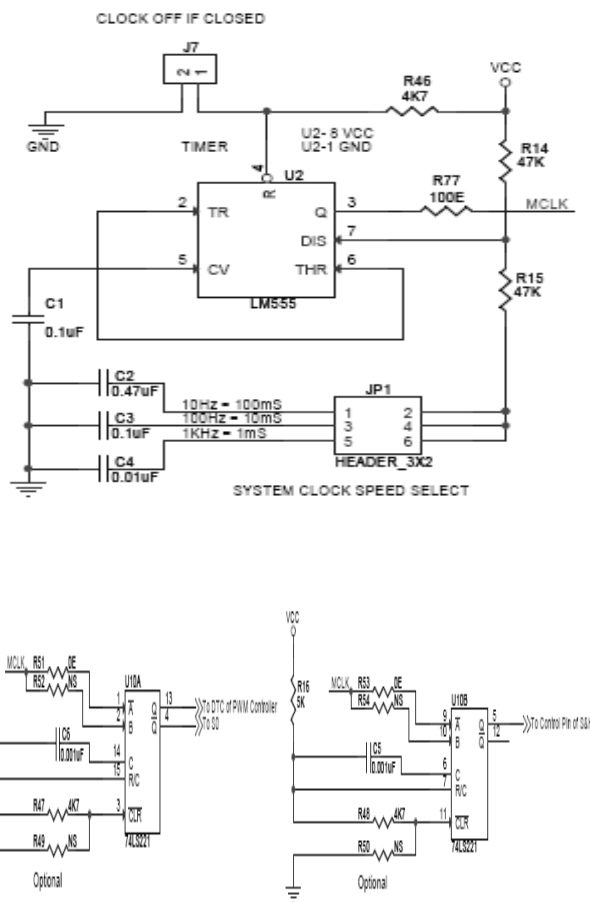 CLOCK OFF IF CLOSED
J7
2 1
R46
4K7
VCC
GND
TIMER
U2- 8 VCC
U2-1 GND
R14
47K
4
U2
R
R77
100E
2
TR
Q
3
MCLK
DIS
7
5
CV
THR
6
R15
47K
LM555
C1
0.1uF
C2
0.47uF
C3
0.1uF
C4
0.01uF
10Hz - 100mS
100Hz - 10mS
1KHz - 1mS
JP1
1 2
3 4
5 6
HEADER_3X2
SYSTEM CLOCK SPEED SELECT
MCLK
R51
0E
R52
NS
U10A
1
A
2
B
Q
13
Q
4
To DTC of PWM Controller
To S0
C6
0.001uF
14
C
15
R/C
R47
4K7
3
CLR
R49
NS
74LS221
Optional
VCC
R16
5K
MCLK
R53
0E
R54
NS
U10B
9
A
10
B
Q
5
Q
12
To Control Pin of S&H
C5
0.001uF
6
C
7
R/C
R48
4K7
11
CLR
R50
NS
74LS221
Optional